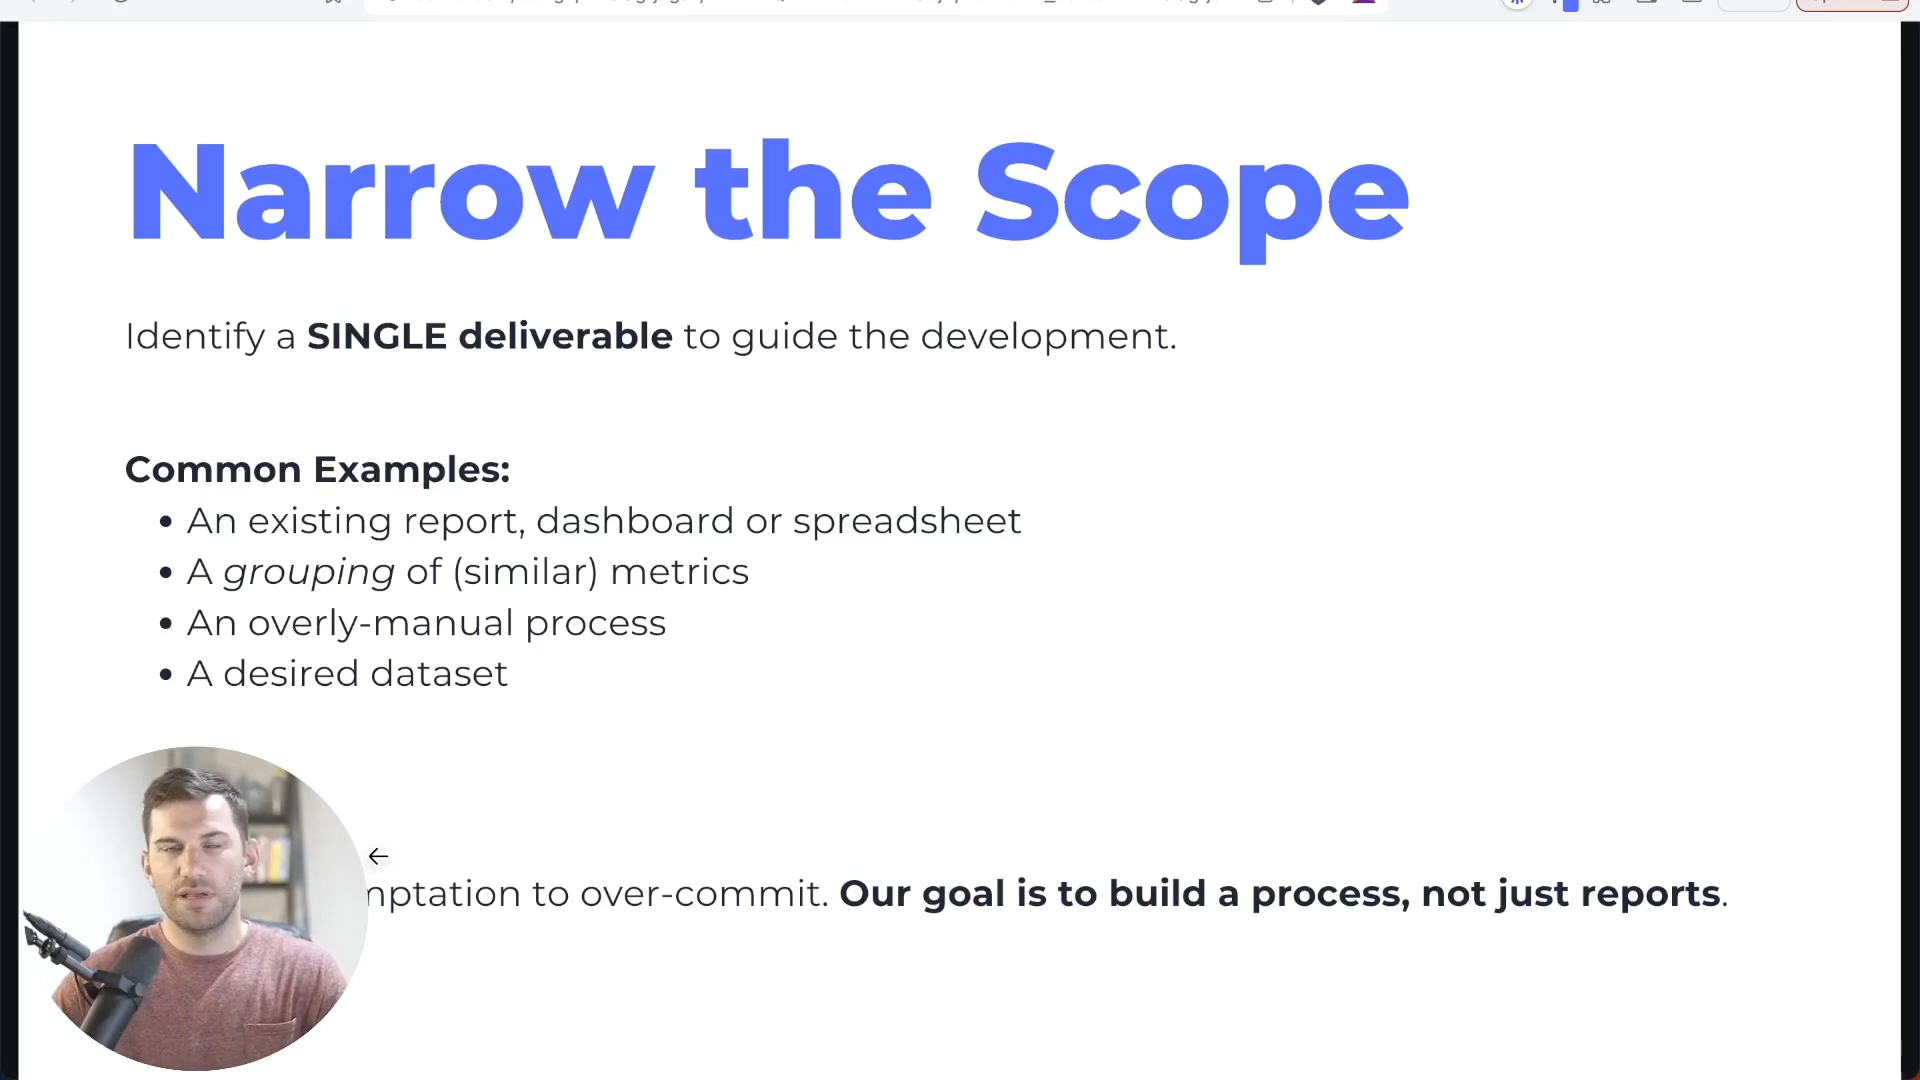 Narrow the Scope
Identify a SINGLE deliverable to guide the development.
Common Examples:
• An existing report, dashboard or spreadsheet
• A grouping of (similar) metrics
• An overly-manual process
• A desired dataset
to over-commit. Our goal is to build a process, not just reports.